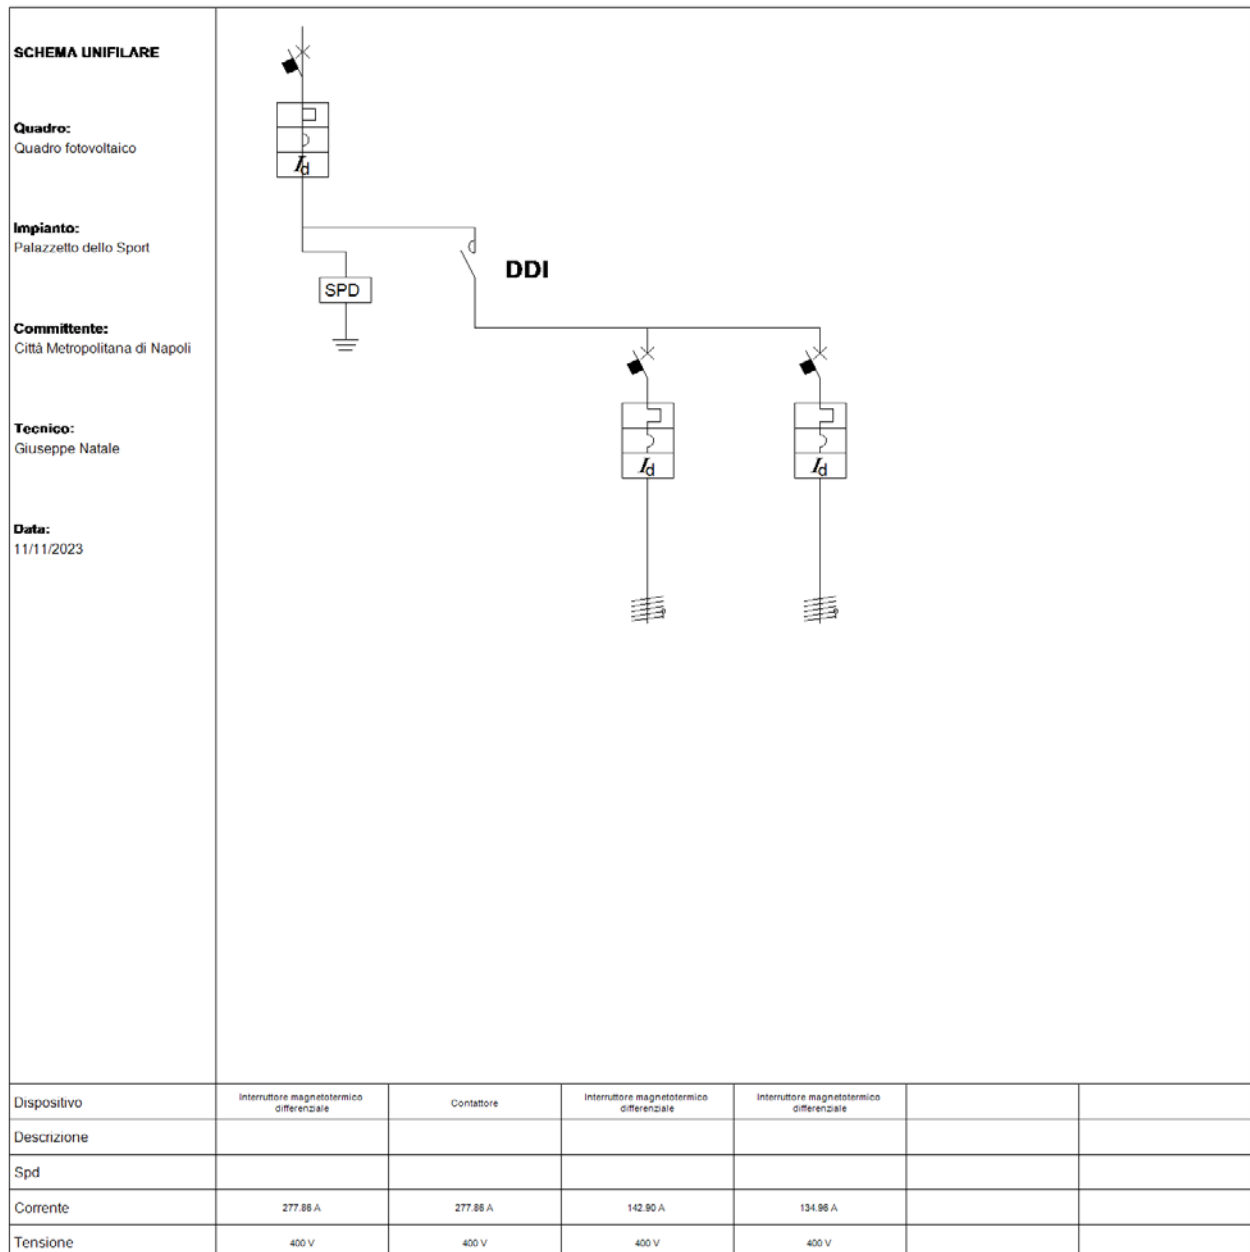 SCHEMA UNIFILARE
Quadro:
Quadro fotovoltaico
Impianto:
Palazzetto dello Sport
Committente:
Città Metropolitana di Napoli
Tecnico:
Giuseppe Natale
Data:
11/11/2023
Id
SPD
DDI
Id
Id
Dispositivo
Interruttore magnetotermico
differenziale
Contattore
Interruttore magnetotermico
differenziale
Interruttore magnetotermico
differenziale
Descrizione
Spd
Corrente 277.86 A 277.86 A 142.90 A 134.96 A
Tensione 400 V 400 V 400 V 400 V